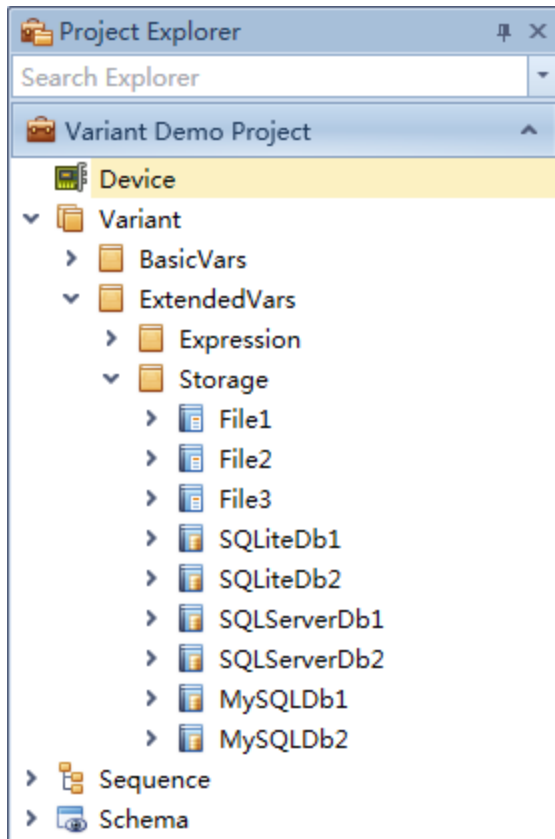 Project Explorer
Search Explorer
Variant Demo Project
Device
Variant
BasicVars
ExtendedVars
Expression
Storage
File1
File2
File3
SQLiteDb1
SQLiteDb2
SQLServerDb1
SQLServerDb2
MySQLDb1
MySQLDb2
Sequence
Schema